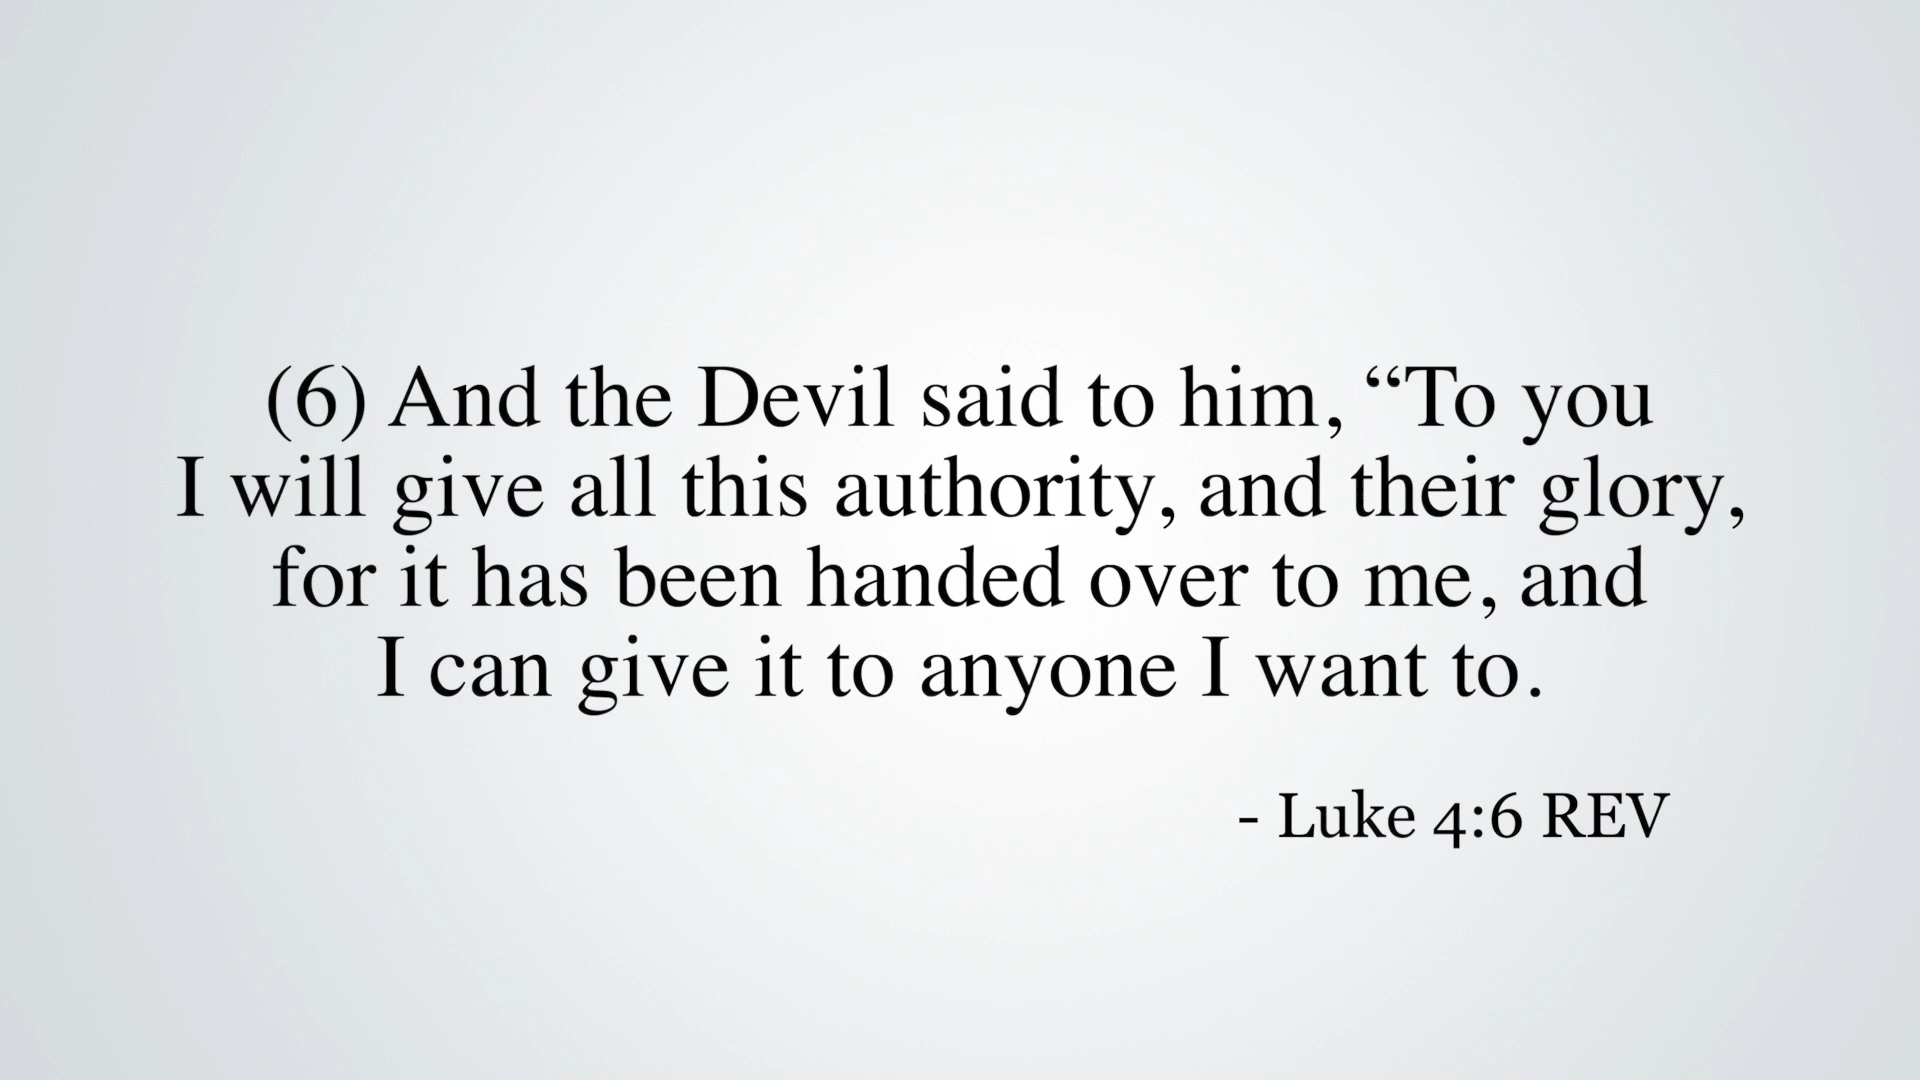 (6) And the Devil said to him, “To you
I will give all this authority, and their glory,
for it has been handed over to me, and
I can give it to anyone I want to.
- Luke 4:6 REV